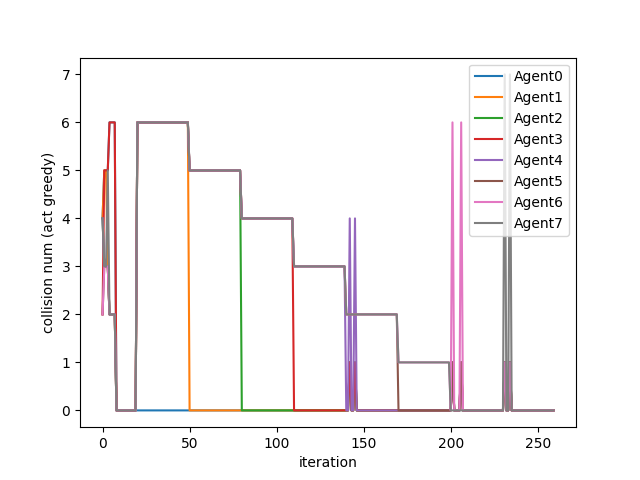 7
6
5
4
3
2
1
0
collision num (act greedy)
0
50
100
150
200
250
iteration
Agent0
Agent1
Agent2
Agent3
Agent4
Agent5
Agent6
Agent7